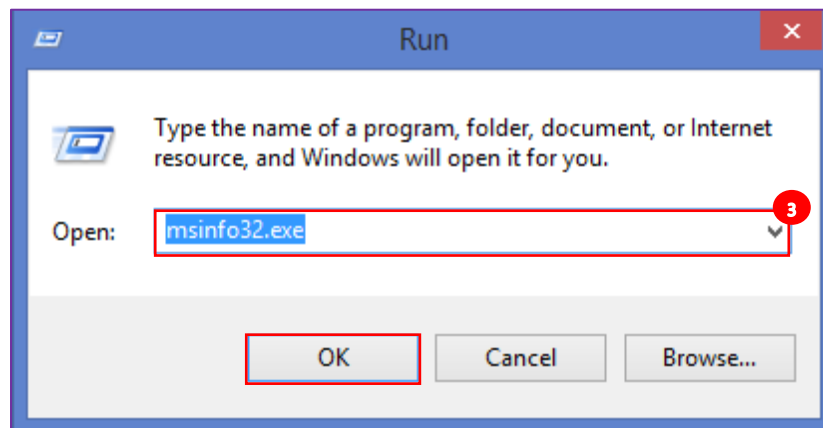 Run
Type the name of a program, folder, document, or Internet
resource, and Windows will open it for you.
3
Open: msinfo32.exe
OK Cancel Browse...